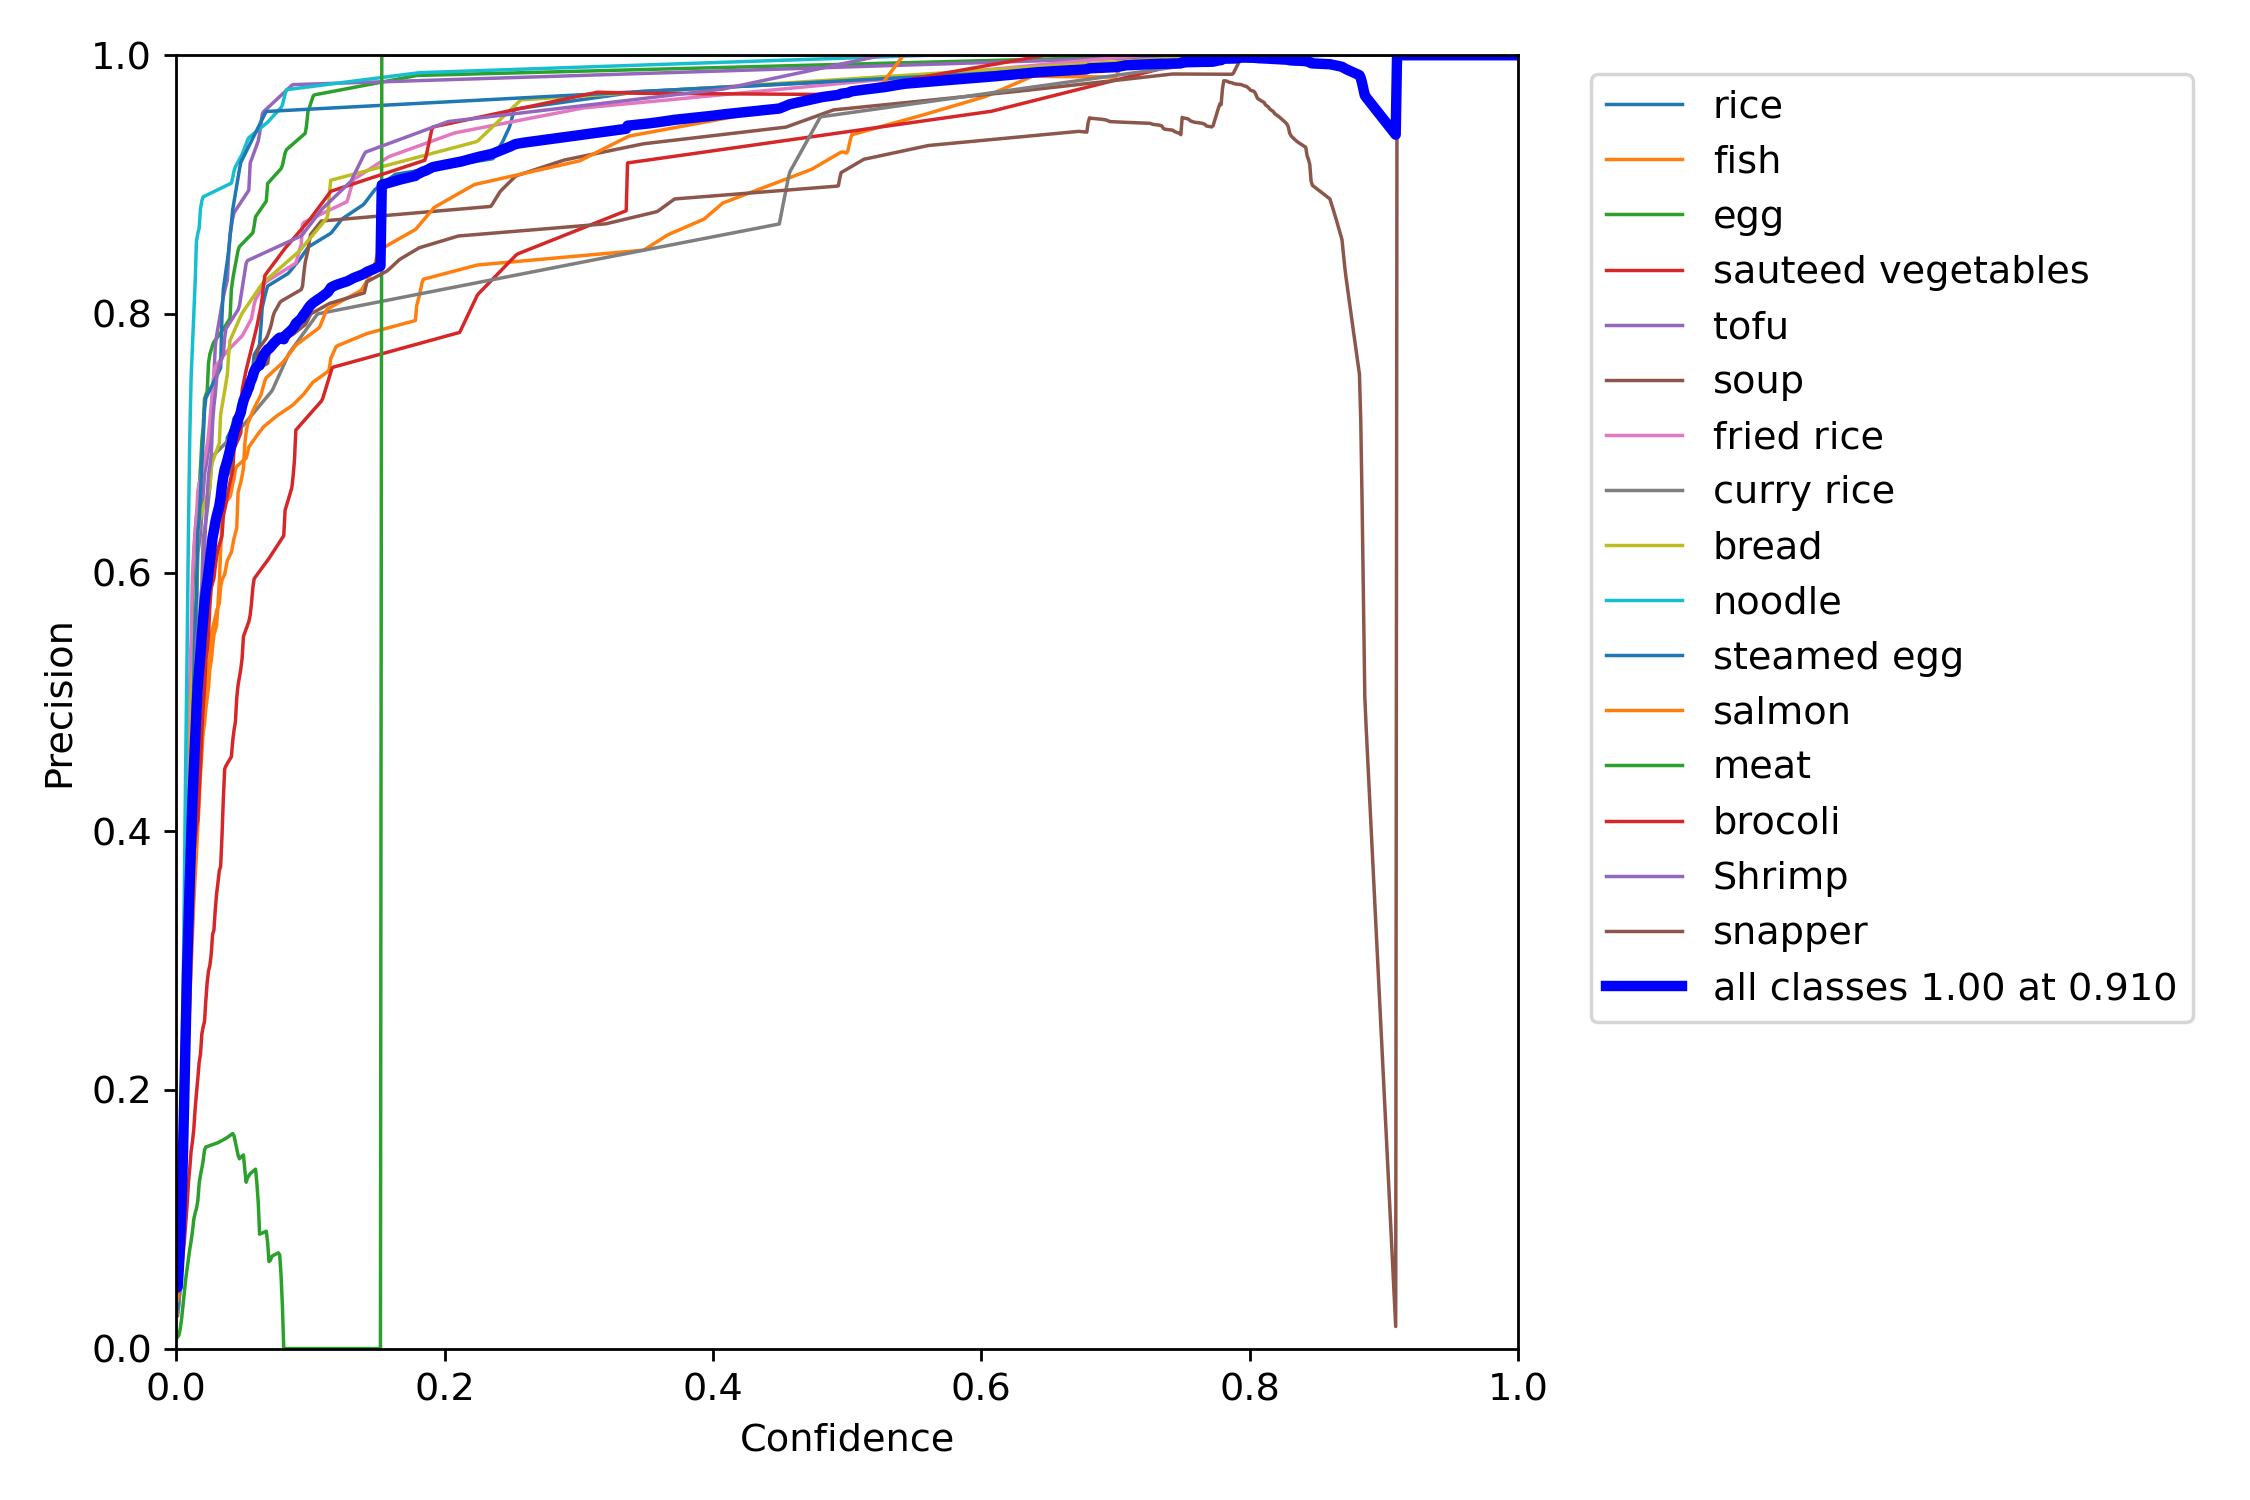 1.0
0.8
0.6
0.4
0.2
0.0
Precision
0.0 0.2 0.4 0.6 0.8 1.0
Confidence
rice
fish
egg
sauteed vegetables
tofu
soup
fried rice
curry rice
bread
noodle
steamed egg
salmon
meat
brocoli
Shrimp
snapper
all classes 1.00 at 0.910